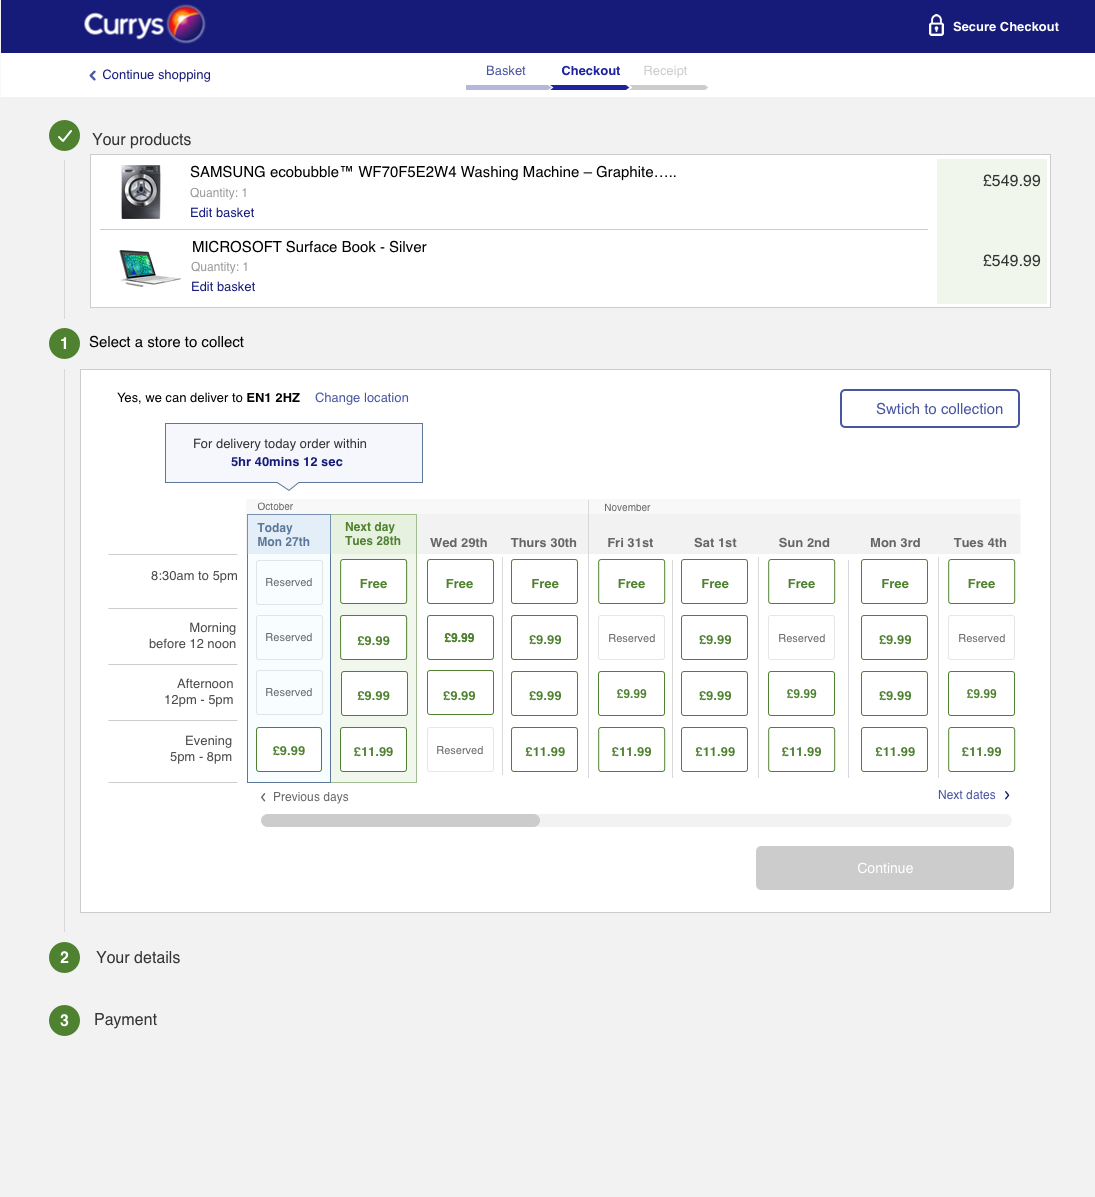 Currys
Secure Checkout
Continue shopping
Basket
Checkout
Receipt
Your products
SAMSUNG ecobubble™ WF70F5E2W4 Washing Machine – Graphite…..
Quantity: 1
Edit basket
£549.99
MICROSOFT Surface Book - Silver
Quantity: 1
Edit basket
£549.99
1 Select a store to collect
Yes, we can deliver to EN1 2HZ Change location
Swtich to collection
For delivery today order within
5hr 40mins 12 sec
October November
Today
Mon 27th
Next day
Tues 28th
Wed 29th Thurs 30th Fri 31st Sat 1st Sun 2nd Mon 3rd Tues 4th
8:30am to 5pm Reserved Free Free Free Free Free Free Free Free
Morning
before 12 noon
Reserved £9.99 £9.99 £9.99 Reserved £9.99 Reserved £9.99 Reserved
Afternoon
12pm - 5pm
Reserved £9.99 £9.99 £9.99 £9.99 £9.99 £9.99 £9.99 £9.99
Evening
5pm - 8pm
£9.99 £11.99 Reserved £11.99 £11.99 £11.99 £11.99 £11.99 £11.99
Previous days
Next dates
Continue
2 Your details
3 Payment